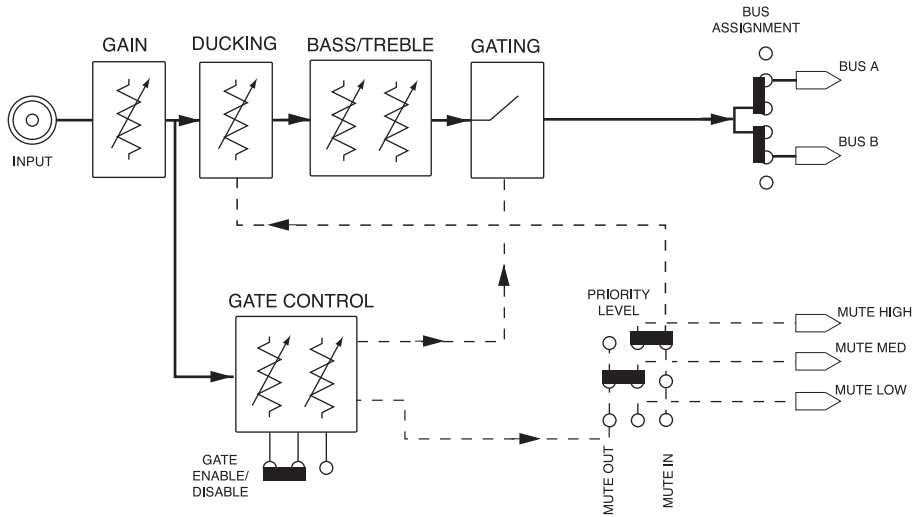 BUS
ASSIGNMENT
GAIN
DUCKING
BASS/TREBLE
GATING
BUS A
INPUT
BUS B
GATE CONTROL
PRIORITY
LEVEL
MUTE HIGH
MUTE MED
MUTE LOW
GATE
ENABLE/
DISABLE
MUTE OUT
MUTE IN